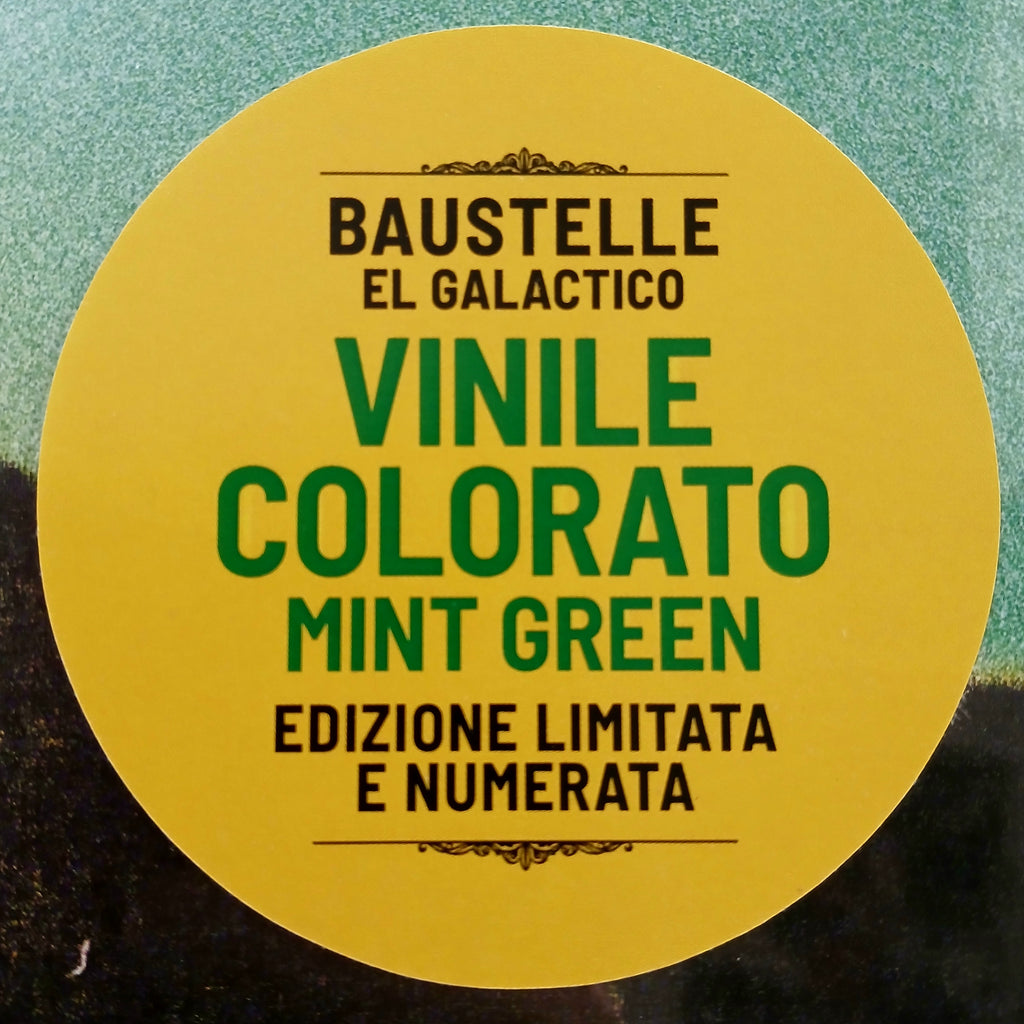 BAUSTELLE
EL GALACTICO
VINILE
COLORATO
MINT GREEN
EDIZIONE LIMITATA
E NUMERATA